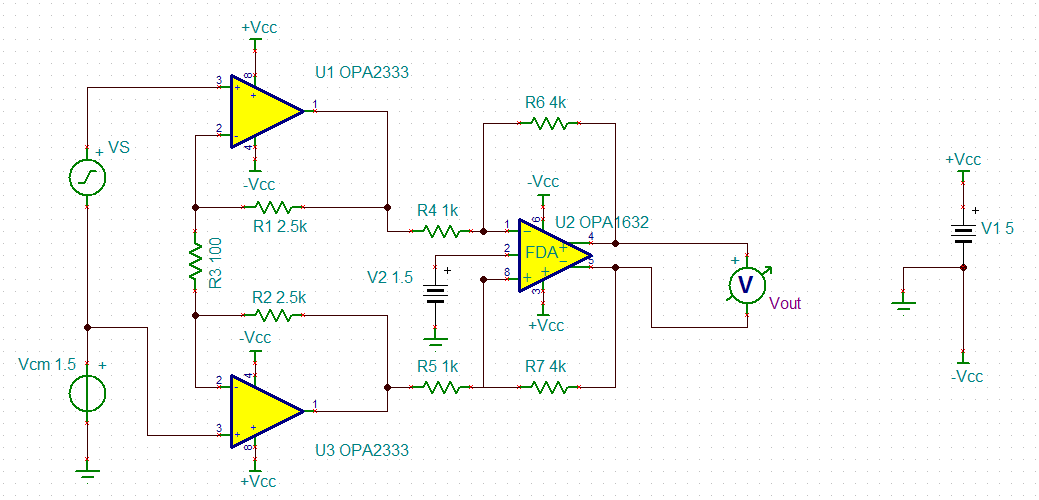 +Vcc
U1 OPA2333
3
8
+
+
1
2
-
4
-Vcc
+ VS
R1 2.5k
R3 100
R2 2.5k
-Vcc
Vcm 1.5
+
2
4
-
1
3
+
+
8
U3 OPA2333
+Vcc
R4 1k
R6 4k
-Vcc
U2 OPA1632
6
1
-
2
FDA
+
-
4
5
8
+
+
3
+Vcc
V2 1.5
+
R5 1k
R7 4k
+
V
Vout
+Vcc
+
V1 5
-Vcc